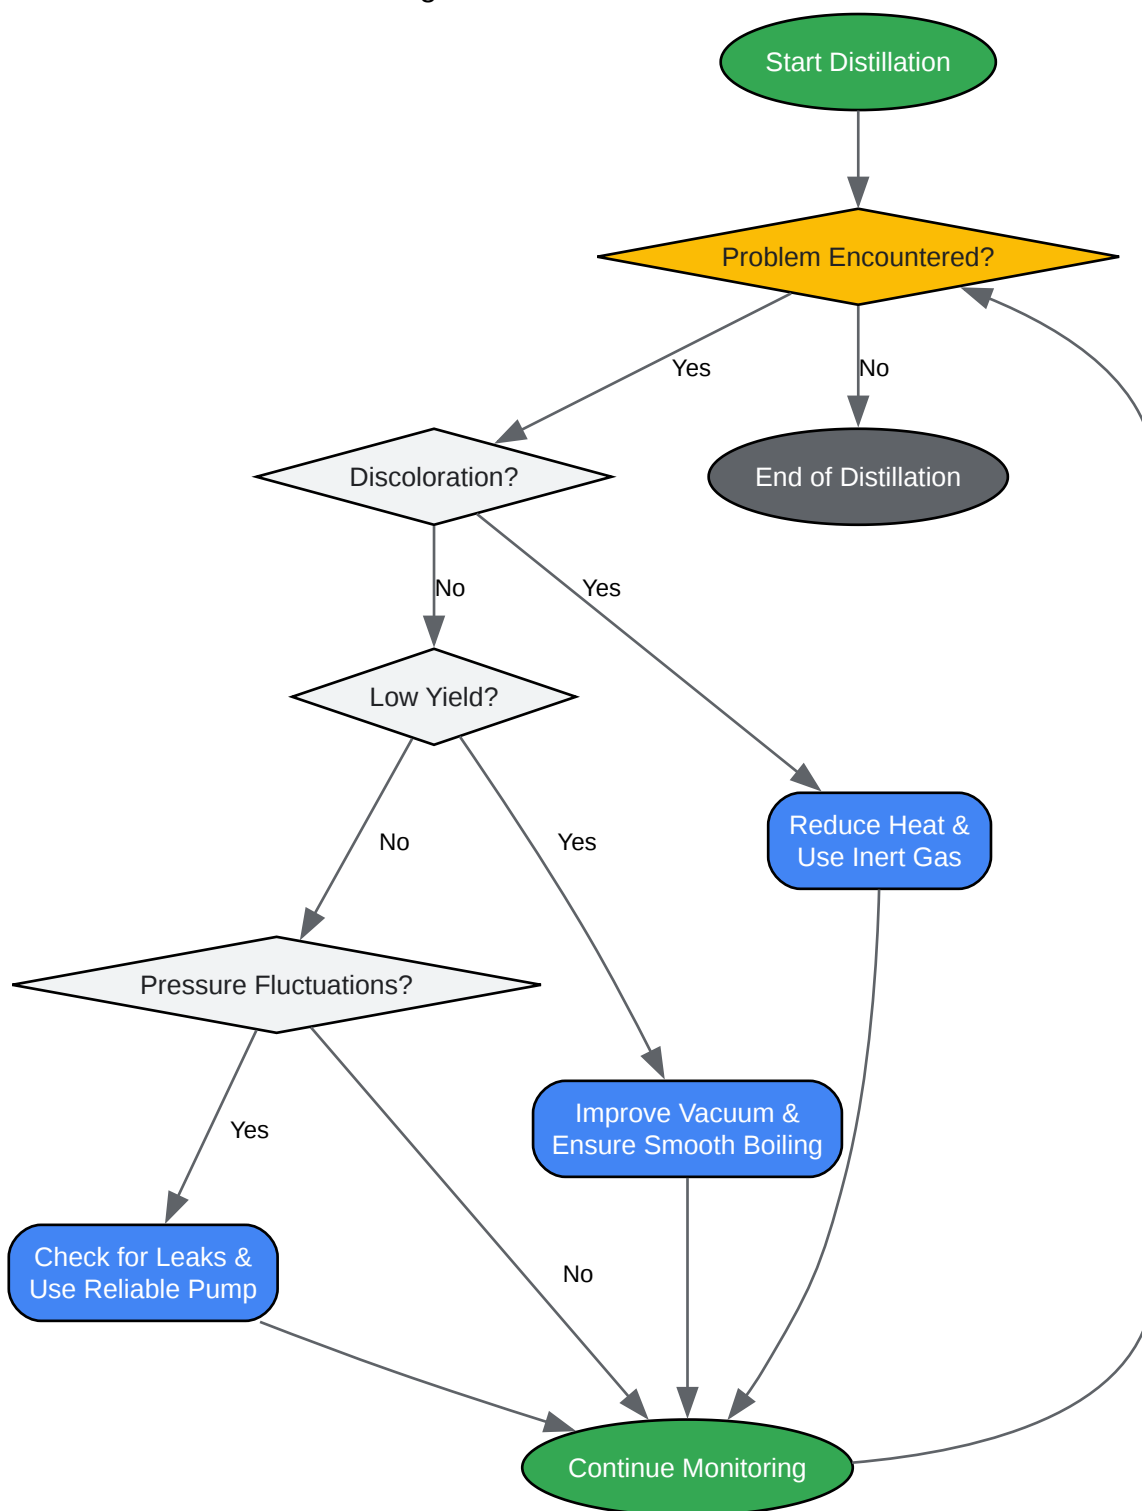 Start Distillation
Problem Encountered?
Yes
No
Discoloration?
End of Distillation
No
Yes
Low Yield?
Reduce Heat &
Use Inert Gas
No
Yes
Pressure Fluctuations?
Improve Vacuum &
Ensure Smooth Boiling
Yes
Check for Leaks &
Use Reliable Pump
No
Continue Monitoring